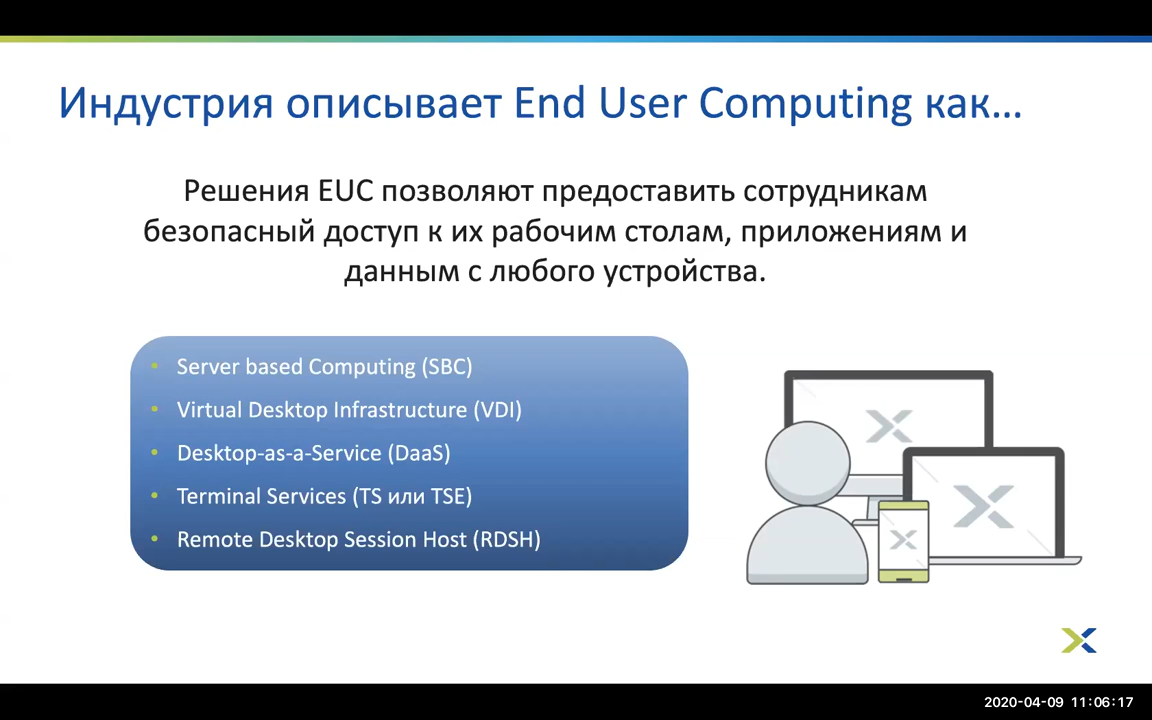 Индустрия описывает End User Computing как…
Решения EUC позволяют предоставить сотрудникам
безопасный доступ к их рабочим столам, приложениям и
данным с любого устройства.
• Server based Computing (SBC)
• Virtual Desktop Infrastructure (VDI)
• Desktop-as-a-Service (DaaS)
• Terminal Services (TS или TSE)
• Remote Desktop Session Host (RDSH)
2020-04-09 11:06:17